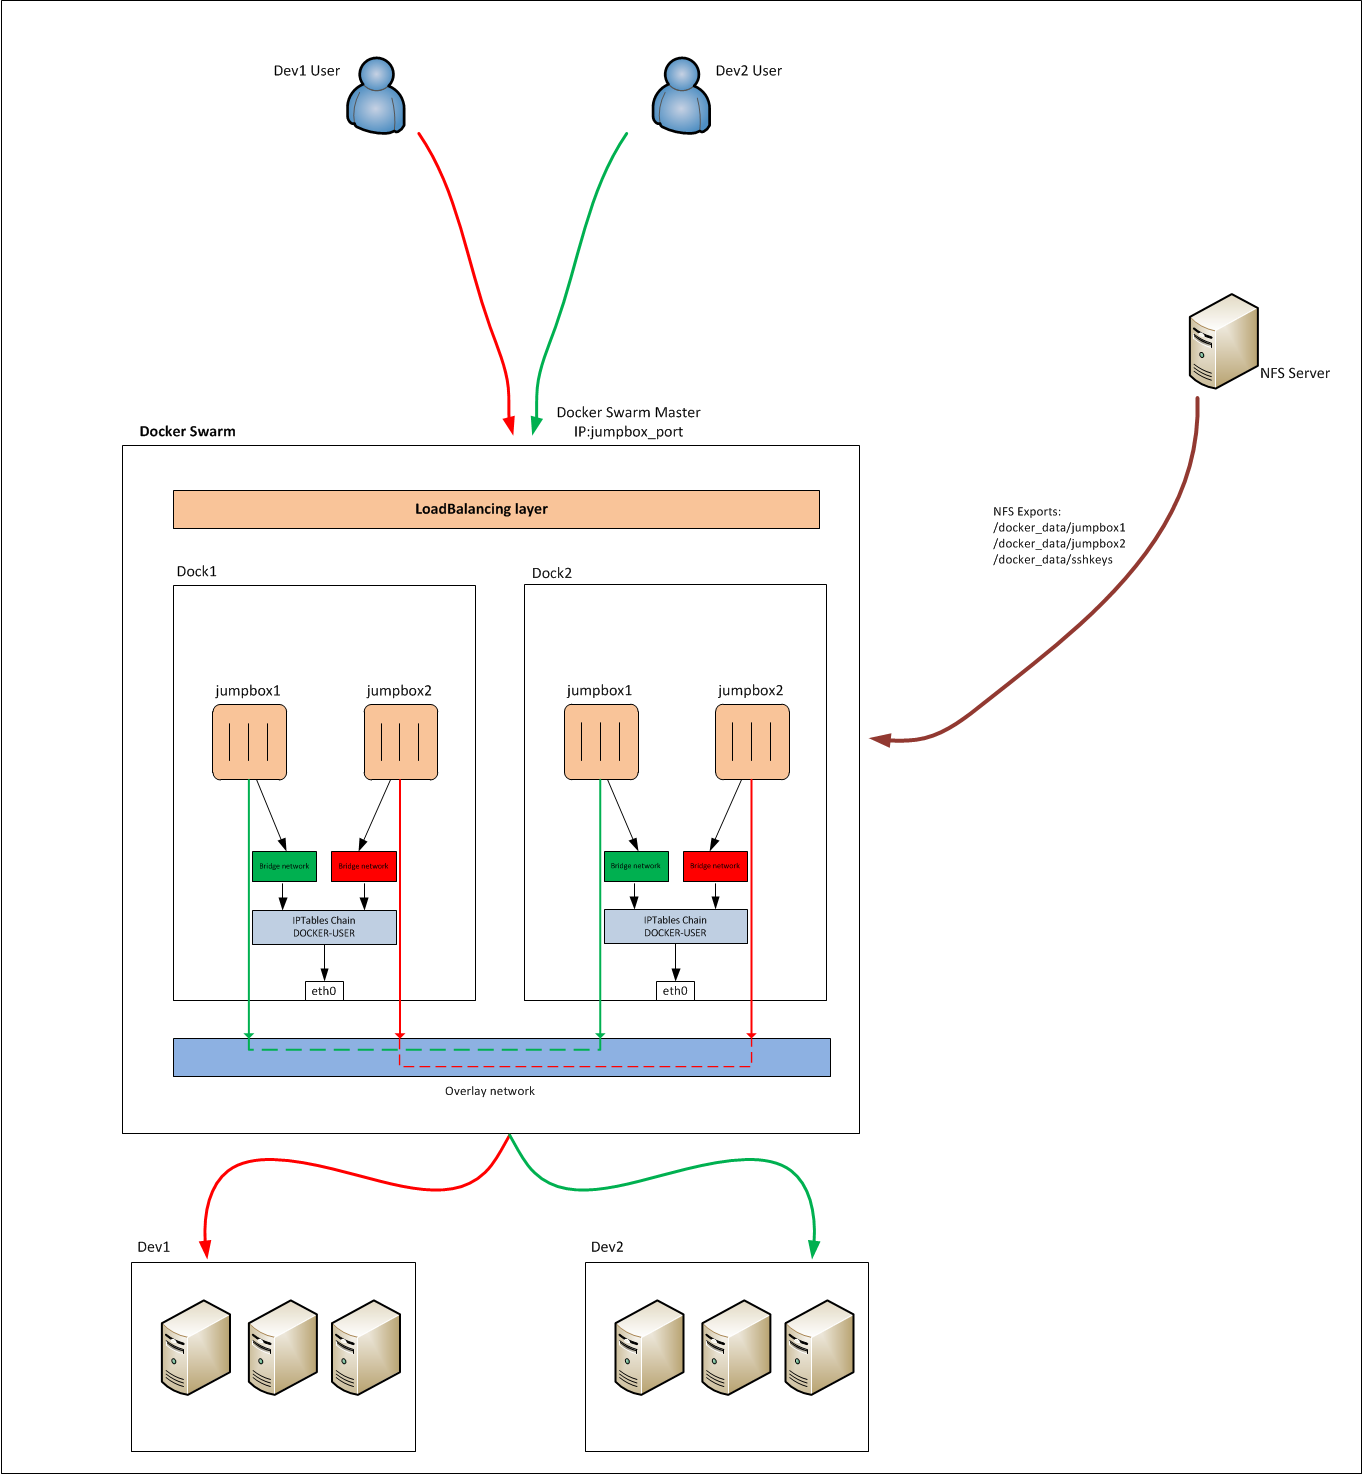 Dev1 User
Dev2 User
NFS Server
Docker Swarm Master
IP:jumpbox_port
Docker Swarm
LoadBalancing layer
NFS Exports:
/docker_data/jumpbox1
/docker_data/jumpbox2
/docker_data/sshkeys
Dock1
Dock2
jumpbox1
jumpbox2
jumpbox1
jumpbox2
Bridge network
Bridge network
Bridge network
Bridge network
IPTables Chain
DOCKER-USER
IPTables Chain
DOCKER-USER
eth0
eth0
Overlay network
Dev1
Dev2